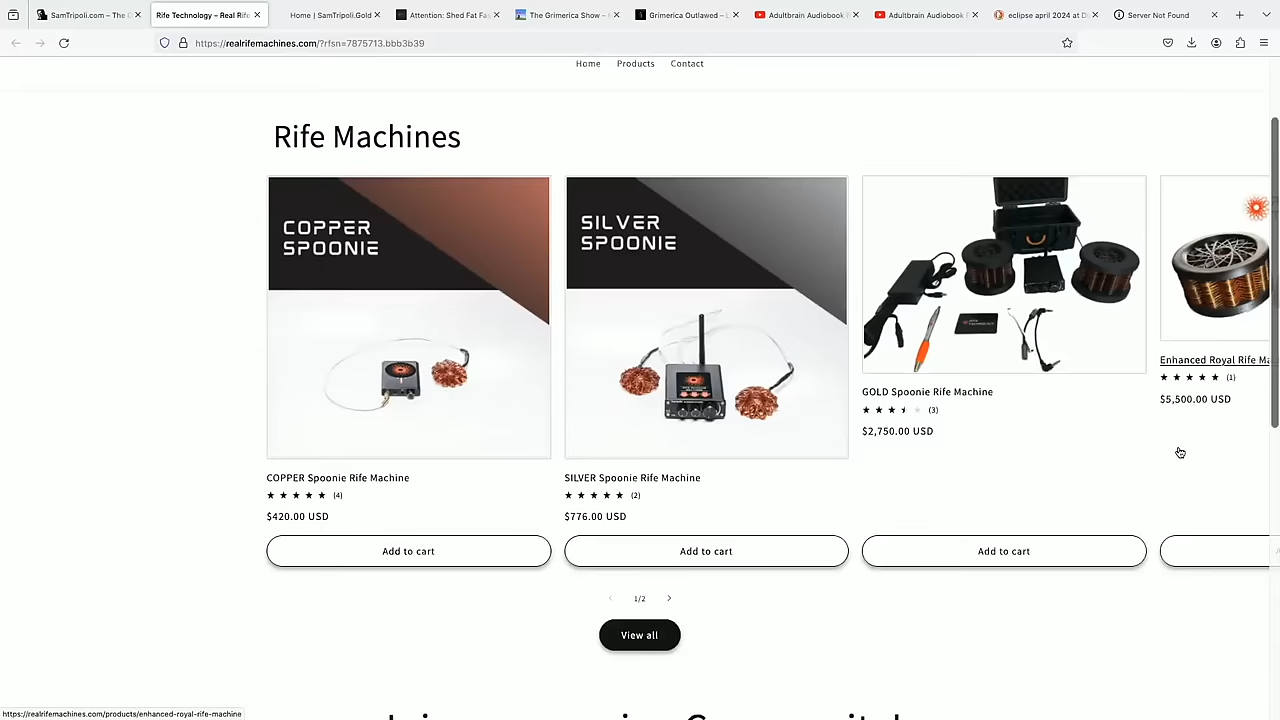 SamTripoli.com – The C
Rife Technology – Real Rife
Home | SamTripoli.Gold
Attention: Shed Fat Fas
The Grimerica Show – N
Grimerica Outlawed – L
Adultbrain Audiobook F
Adultbrain Audiobook F
eclipse april 2024 at D
Server Not Found
https://realrifemachines.com/?rfsn=7875713.bbb3b39
Home Products Contact
Rife Machines
COPPER
SPOONIE
SILVER
SPOONIE
COPPER Spoonie Rife Machine
(4)
$420.00 USD
Add to cart
SILVER Spoonie Rife Machine
(2)
$776.00 USD
Add to cart
GOLD Spoonie Rife Machine
(3)
$2,750.00 USD
Add to cart
Enhanced Royal Rife Ma
(1)
$5,500.00 USD
1/2
View all
https://realrifemachines.com/products/enhanced-royal-rife-machine